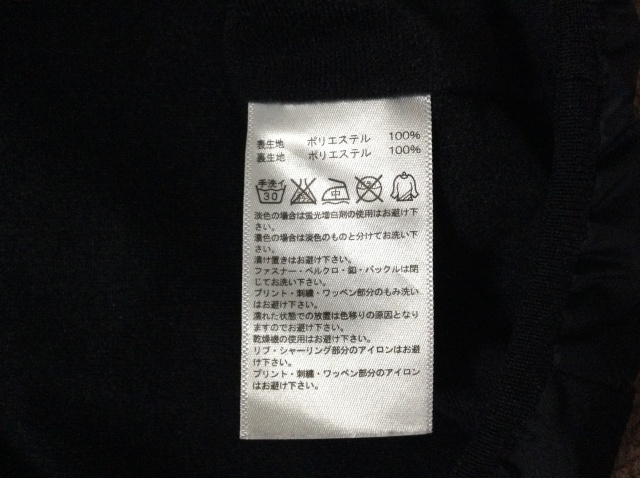 表生地 ポリエステル 100%
裏生地 ポリエステル 100%
手洗イ
30
中
淡色の場合は蛍光増白剤の使用はお避け下
さい。
濃色の場合は淡色のものと分けてお洗い下
さい。
漬け置きはお避け下さい。
ファスナー・ベルクロ・釦・バックルは閉
じてお洗い下さい。
プリント・刺繍・ワッペン部分のもみ洗い
はお避け下さい。
濡れた状態での放置は色移りの原因となり
ますのでお避け下さい。
乾燥機の使用はお避け下さい。
リブ・シャーリング部分のアイロンはお避
け下さい。
プリント・刺繍・ワッペン部分のアイロン
はお避け下さい。